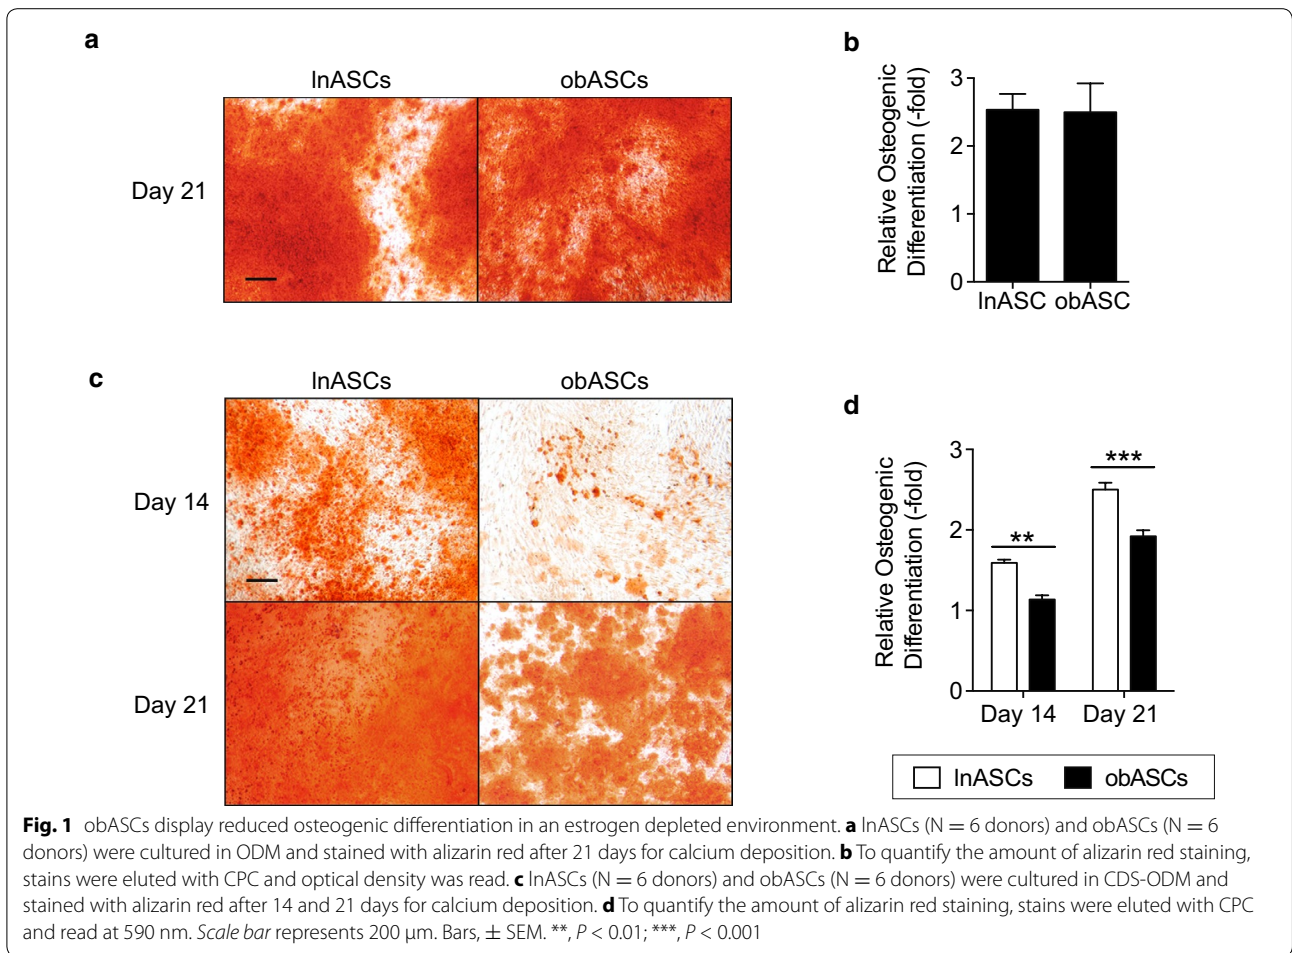 a
lnASCs
obASCs
Day 21
b
Relative Osteogenic
Differentiation (-fold)
3
2
1
0
lnASC obASC
c
lnASCs
obASCs
Day 14
Day 21
d
Relative Osteogenic
Differentiation (-fold)
3
2
1
0
**
***
Day 14 Day 21
lnASCs obASCs
Fig. 1 obASCs display reduced osteogenic differentiation in an estrogen depleted environment. a lnASCs (N = 6 donors) and obASCs (N = 6
donors) were cultured in ODM and stained with alizarin red after 21 days for calcium deposition. b To quantify the amount of alizarin red staining,
stains were eluted with CPC and optical density was read. c lnASCs (N = 6 donors) and obASCs (N = 6 donors) were cultured in CDS-ODM and
stained with alizarin red after 14 and 21 days for calcium deposition. d To quantify the amount of alizarin red staining, stains were eluted with CPC
and read at 590 nm. Scale bar represents 200 μm. Bars, ± SEM. **, P < 0.01; ***, P < 0.001